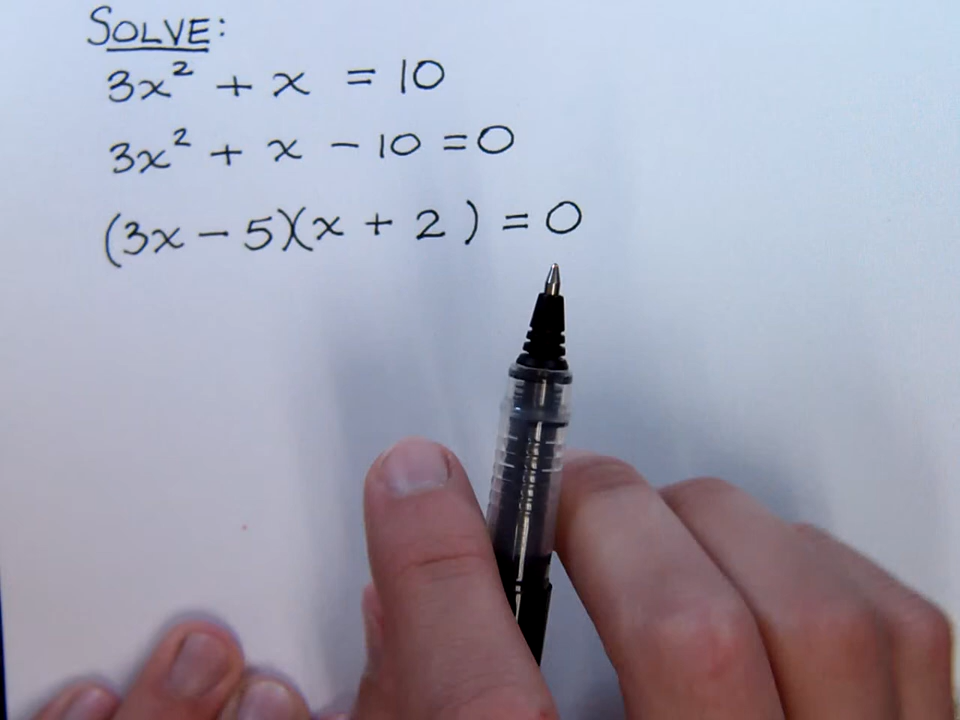 SOLVE:
3x² + x = 10
3x² + x − 10 = 0
(3x − 5)(x + 2) = 0